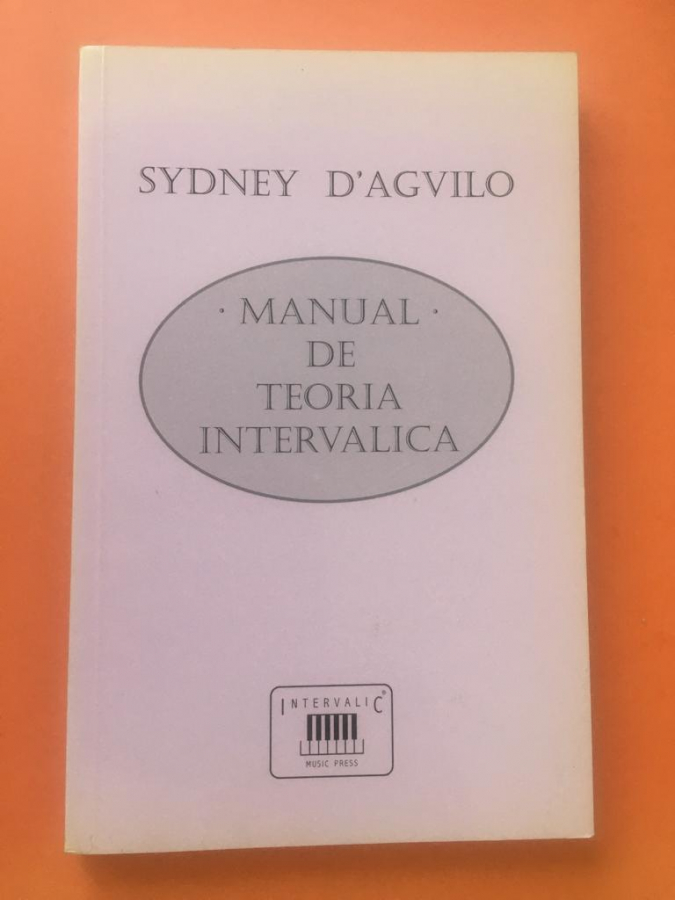 SYDNEY D'AGVILO
· MANUAL ·
DE
TEORIA
INTERVALICA
INTERVALIC®
MUSIC PRESS